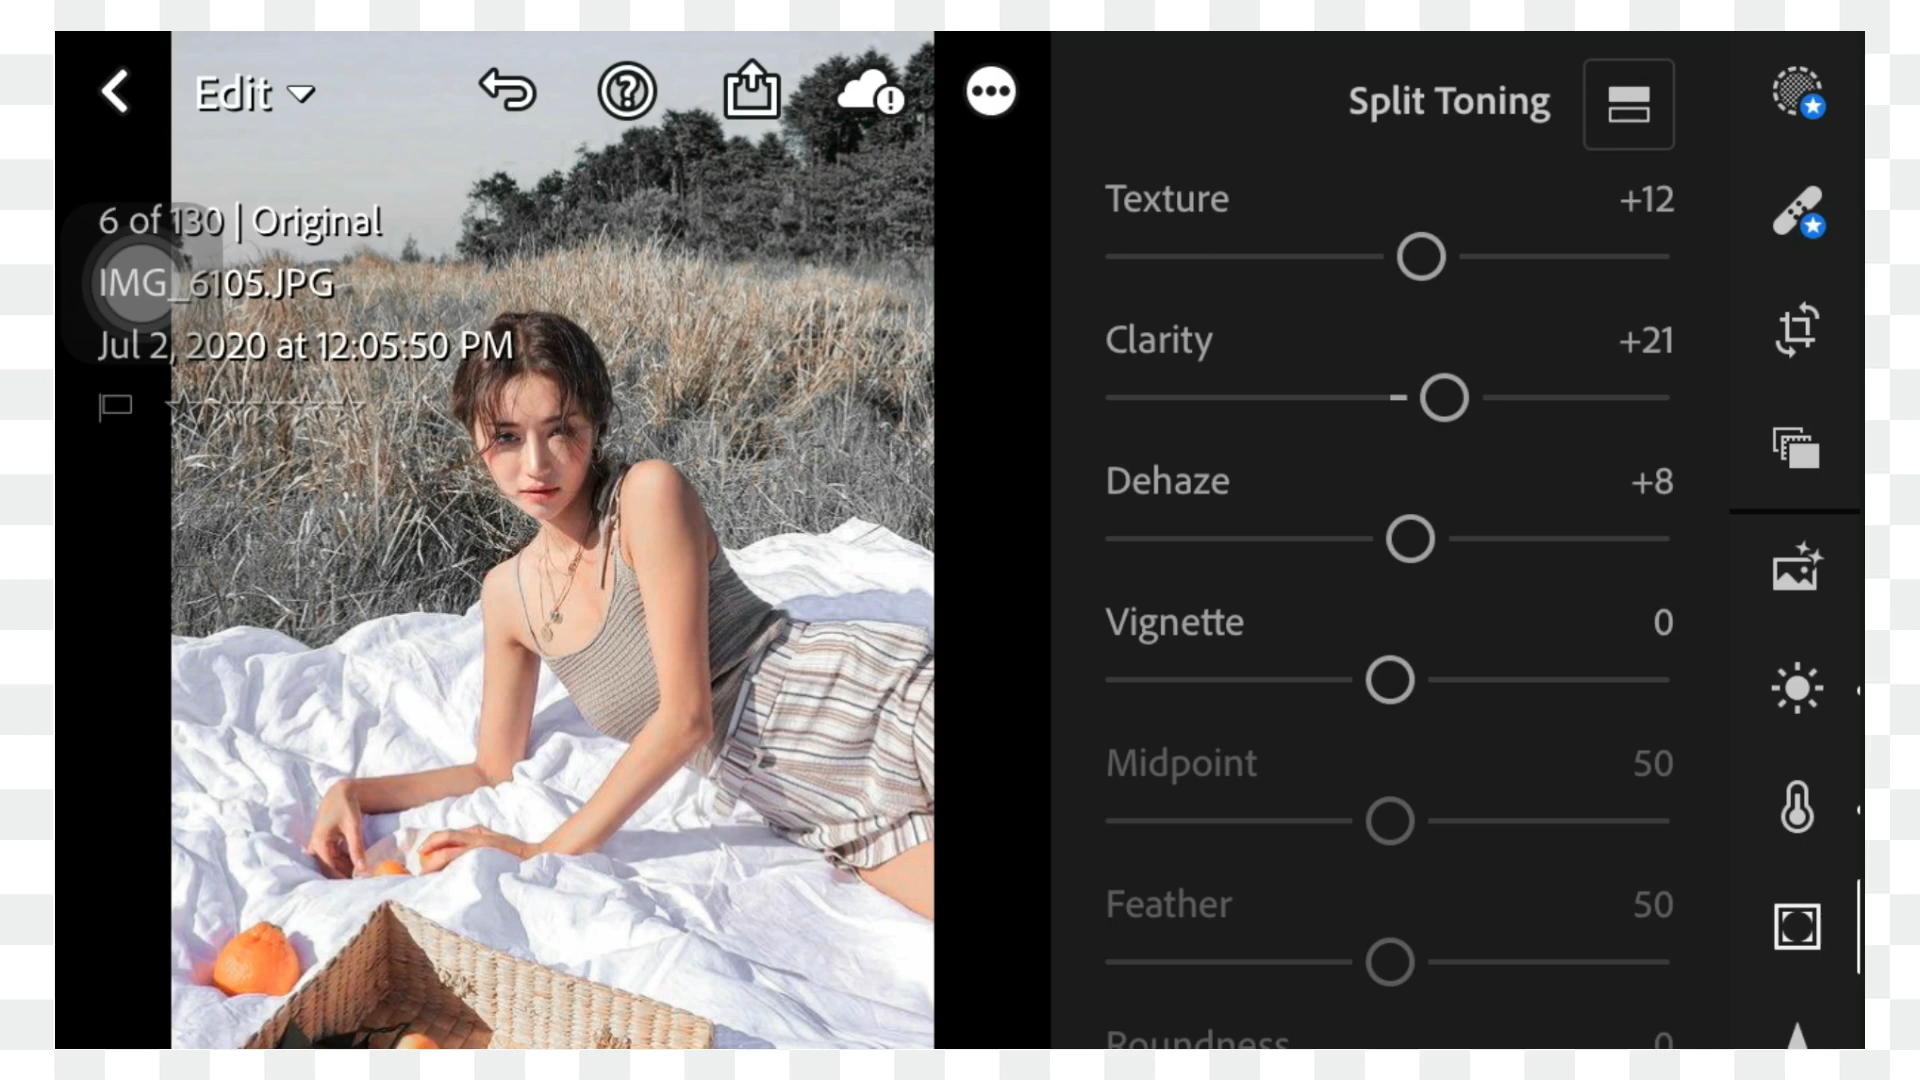 Edit
6 of 130 | Original
IMG_6105.JPG
Jul 2, 2020 at 12:05:50 PM
Split Toning
Texture +12
Clarity +21
Dehaze +8
Vignette 0
Midpoint 50
Feather 50
Roundness 0